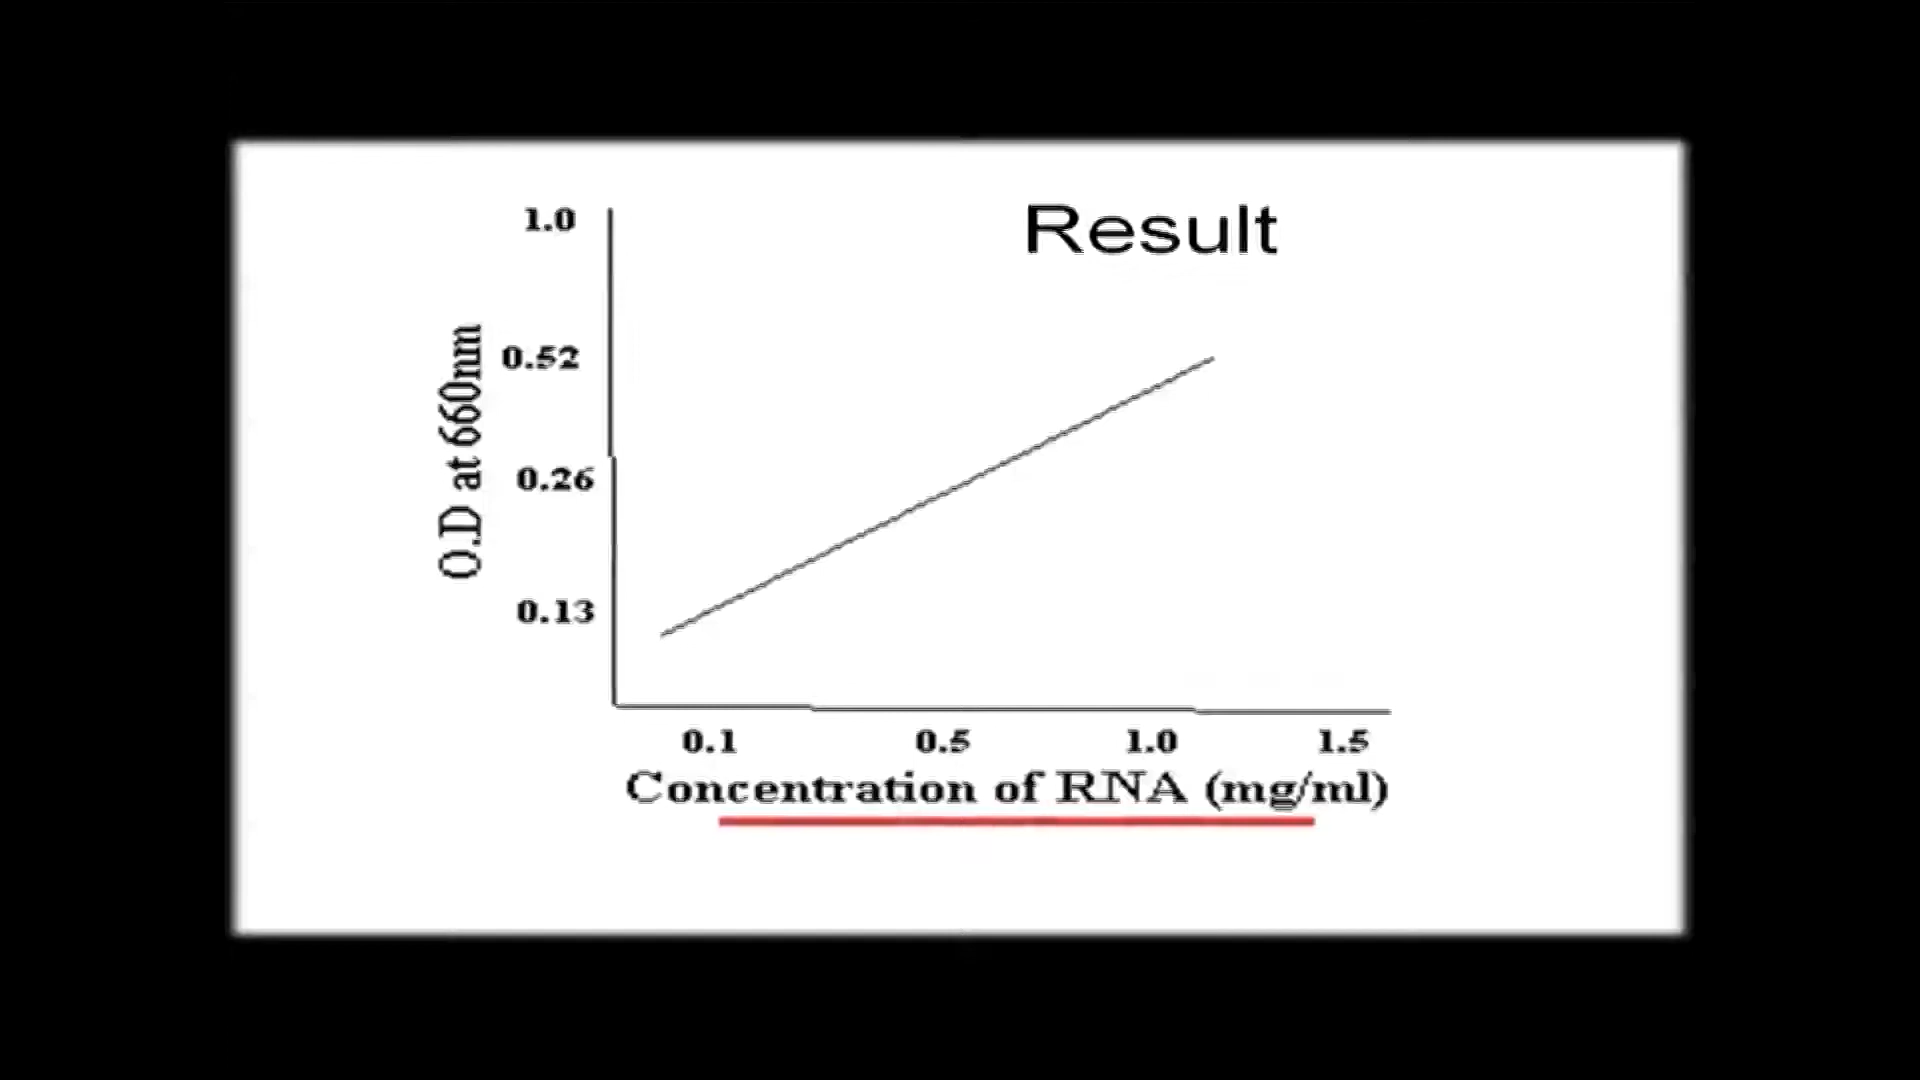 Result
1.0
0.52
0.26
0.13
O.D at 660nm
0.1 0.5 1.0 1.5
Concentration of RNA (mg/ml)